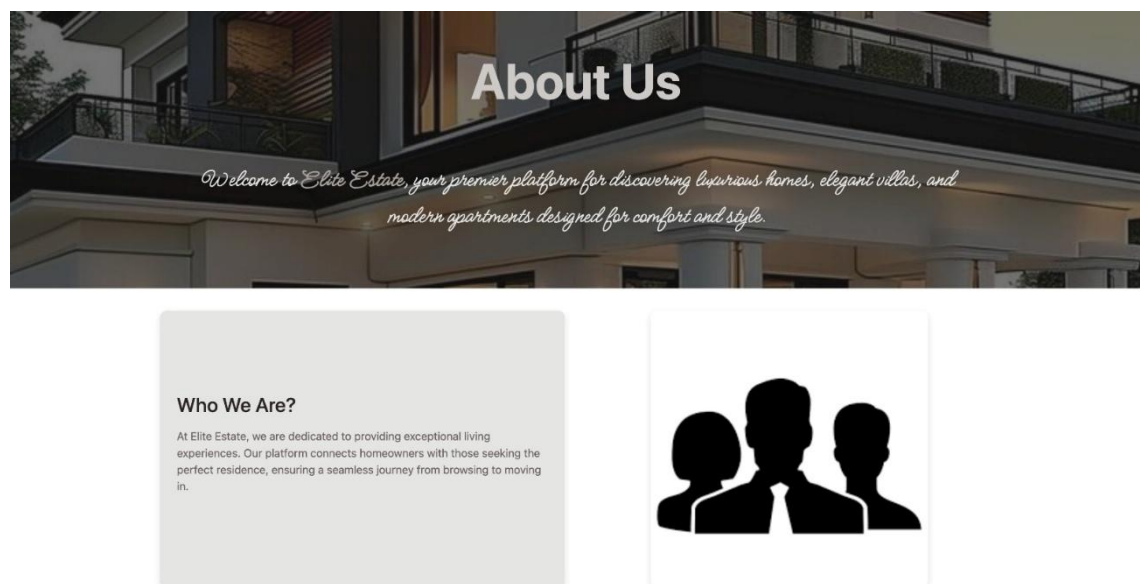 About Us
Welcome to Elite Estate, your premier platform for discovering luxurious homes, elegant villas, and
modern apartments designed for comfort and style.
Who We Are?
At Elite Estate, we are dedicated to providing exceptional living
experiences. Our platform connects homeowners with those seeking the
perfect residence, ensuring a seamless journey from browsing to moving
in.